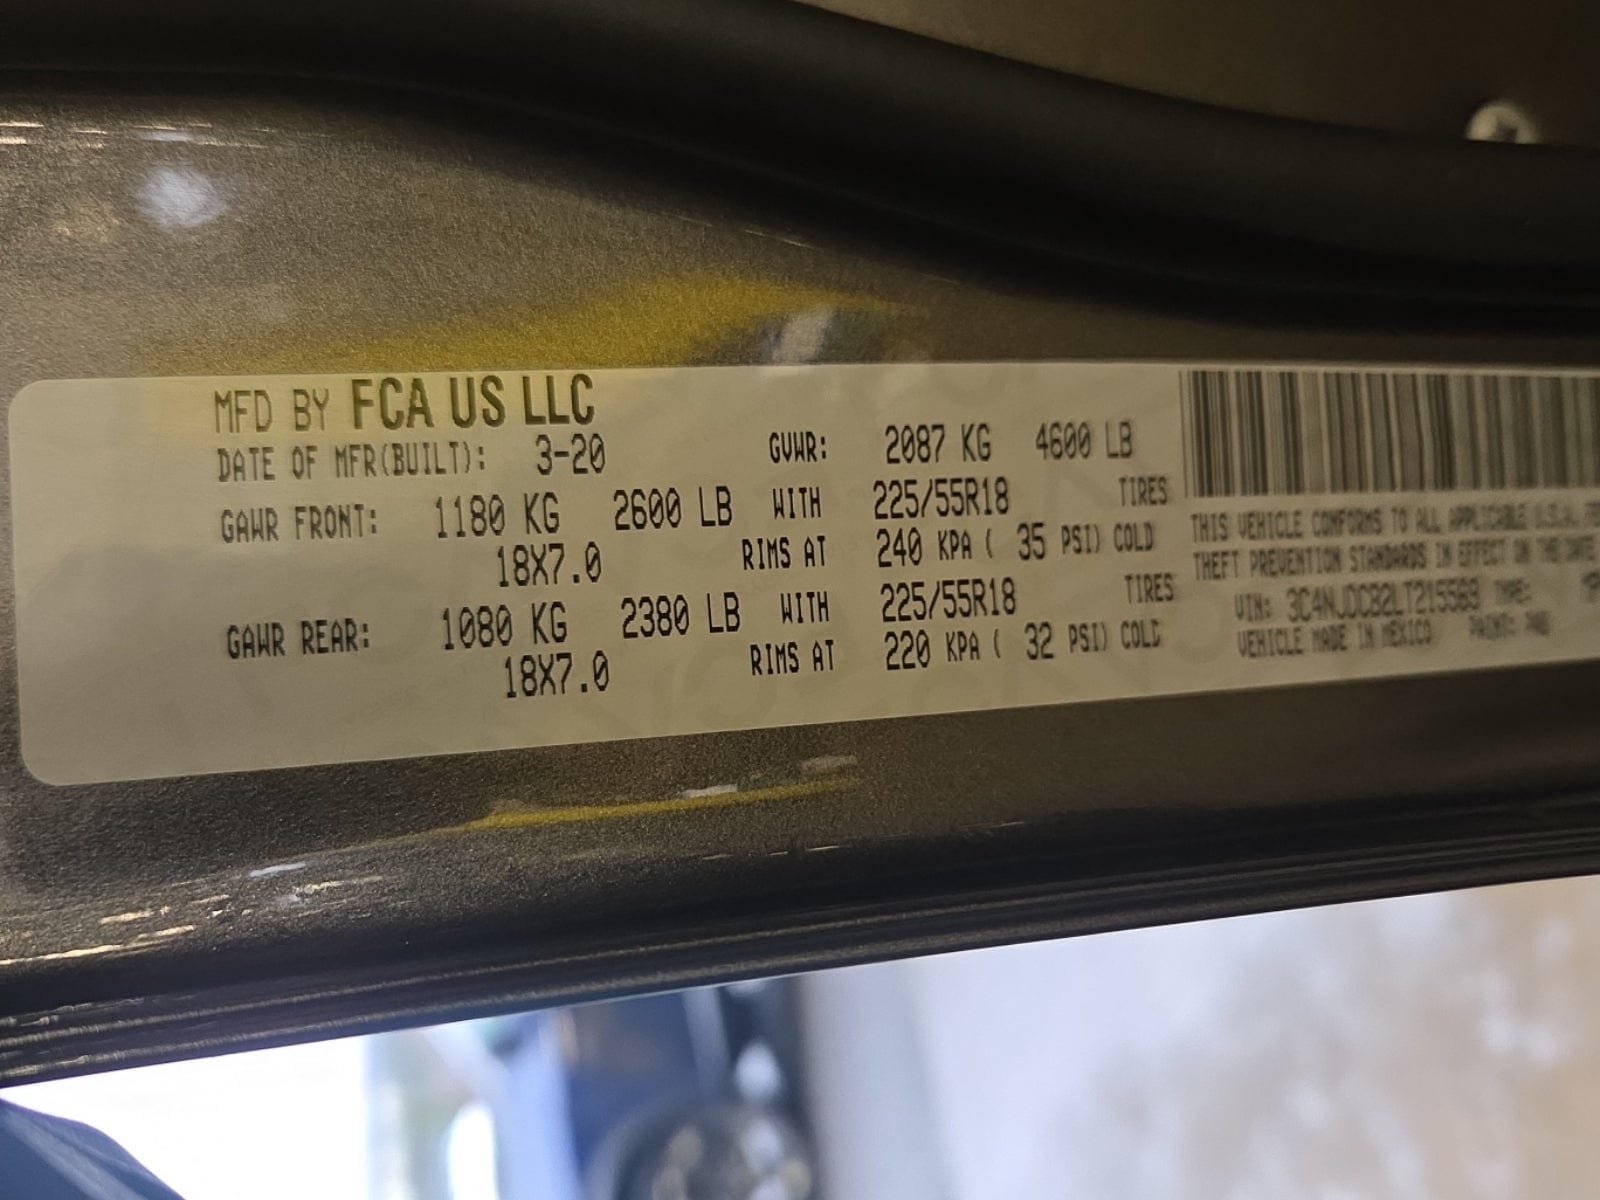 MFD BY FCA US LLC
DATE OF MFR(BUILT): 3-20 GVWR: 2087 KG 4600 LB
GAWR FRONT: 1180 KG 2600 LB WITH 225/55R18 TIRES
18X7.0 RIMS AT 240 KPA ( 35 PSI) COLD
GAWR REAR: 1080 KG 2380 LB WITH 225/55R18 TIRES
18X7.0 RIMS AT 220 KPA ( 32 PSI) COLD
THIS VEHICLE CONFORMS TO ALL APPLICABLE U.S.A.
THEFT PREVENTION STANDARDS IN EFFECT ON THE DATE
VIN: TYPE:
VEHICLE MADE IN MEXICO PAINT: